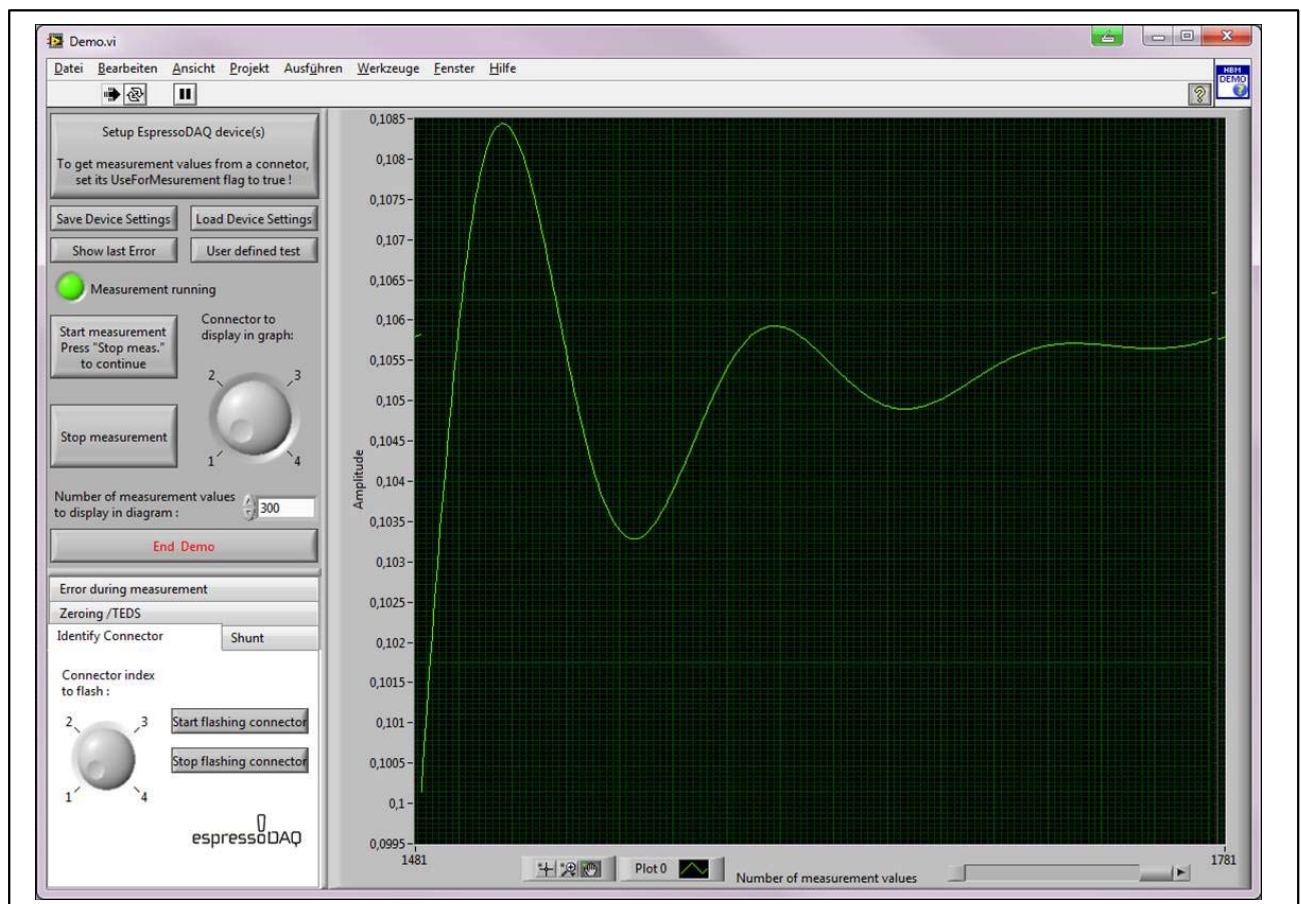 Demo.vi
Datei Bearbeiten Ansicht Projekt Ausführen Werkzeuge Fenster Hilfe
HBM
DEMO
Setup EspressoDAQ device(s)
To get measurement values from a connetor,
set its UseForMesurement flag to true !
Save Device Settings
Load Device Settings
Show last Error
User defined test
Measurement running
Start measurement
Press "Stop meas."
to continue
Connector to
display in graph:
2
3
1
4
Stop measurement
Number of measurement values
to display in diagram :
300
End Demo
Error during measurement
Zeroing /TEDS
Identify Connector
Shunt
Connector index
to flash :
2
3
1
4
Start flashing connector
Stop flashing connector
espressoDAQ
Amplitude
0,1085
0,108
0,1075
0,107
0,1065
0,106
0,1055
0,105
0,1045
0,104
0,1035
0,103
0,1025
0,102
0,1015
0,101
0,1005
0,1
0,0995
1481
1781
Plot 0
Number of measurement values